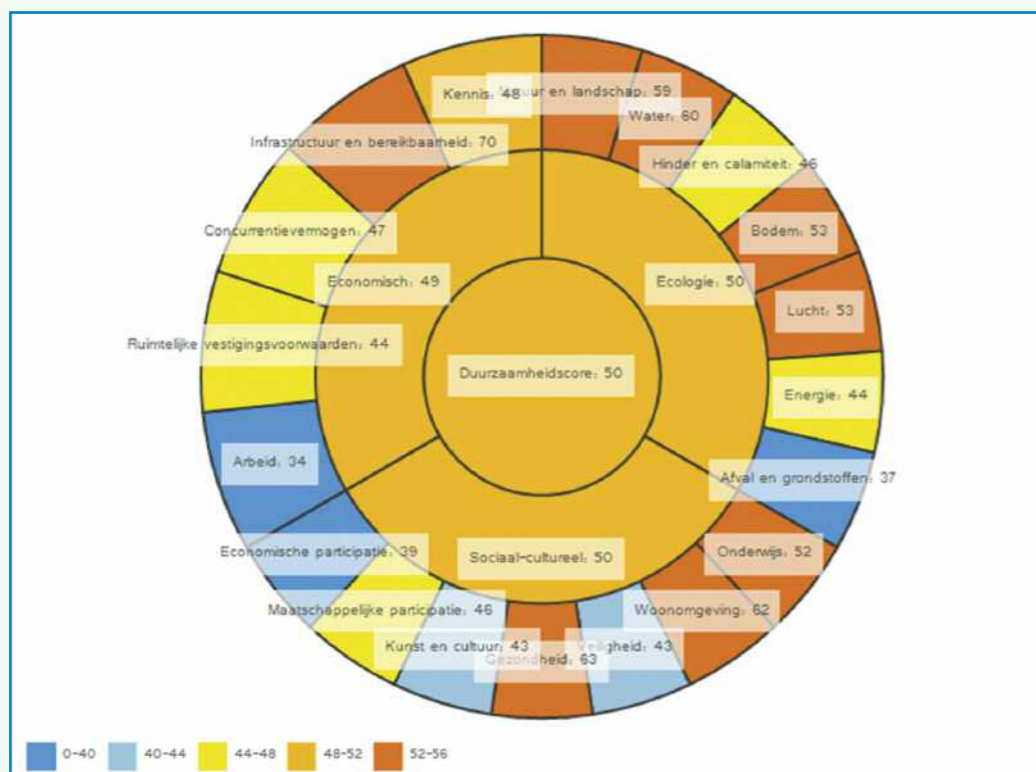 Kennis: 48
Natuur en landschap: 59
Water: 60
Infrastructuur en bereikbaarheid: 70
Hinder en calamiteit: 46
Concurrentievermogen: 47
Bodem: 53
Economisch: 49
Ecologie: 50
Lucht: 53
Ruimtelijke vestigingsvoorwaarden: 44
Duurzaamheidscore: 50
Energie: 44
Arbeid: 34
Afval en grondstoffen: 37
Economische participatie: 39
Sociaal-cultureel: 50
Onderwijs: 52
Maatschappelijke participatie: 46
Woonomgeving: 62
Kunst en cultuur: 43
Veiligheid: 43
Gezondheid: 63
0-40
40-44
44-48
48-52
52-56